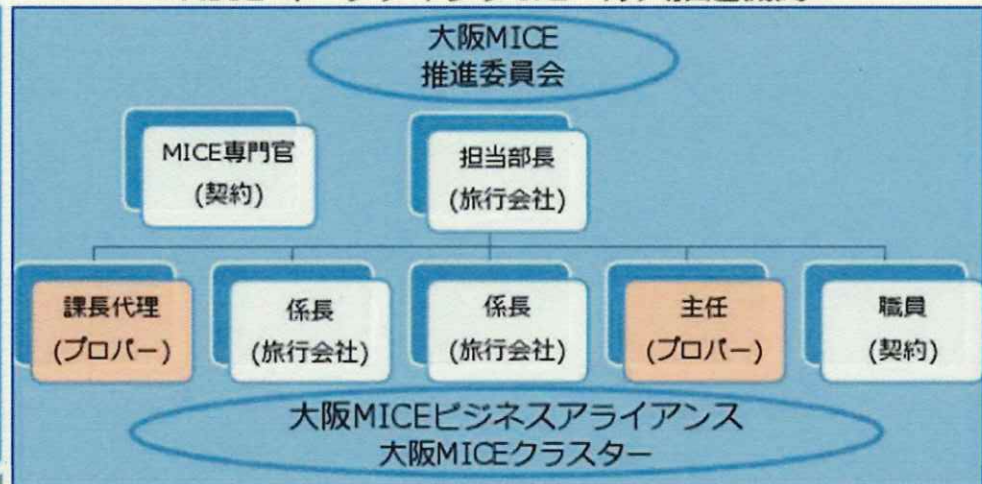 大阪MICE
推進委員会
MICE専門官
(契約)
担当部長
(旅行会社)
課長代理
(プロパー)
係長
(旅行会社)
係長
(旅行会社)
主任
(プロパー)
職員
(契約)
大阪MICEビジネスアライアンス
大阪MICEクラスター